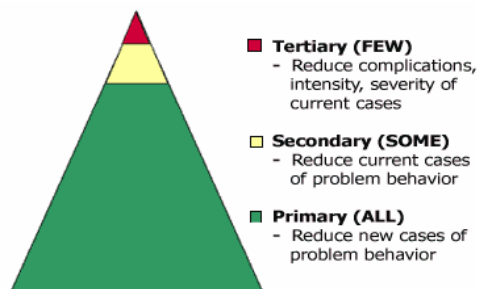 Tertiary (FEW)
- Reduce complications,
intensity, severity of
current cases
Secondary (SOME)
- Reduce current cases
of problem behavior
Primary (ALL)
- Reduce new cases of
problem behavior